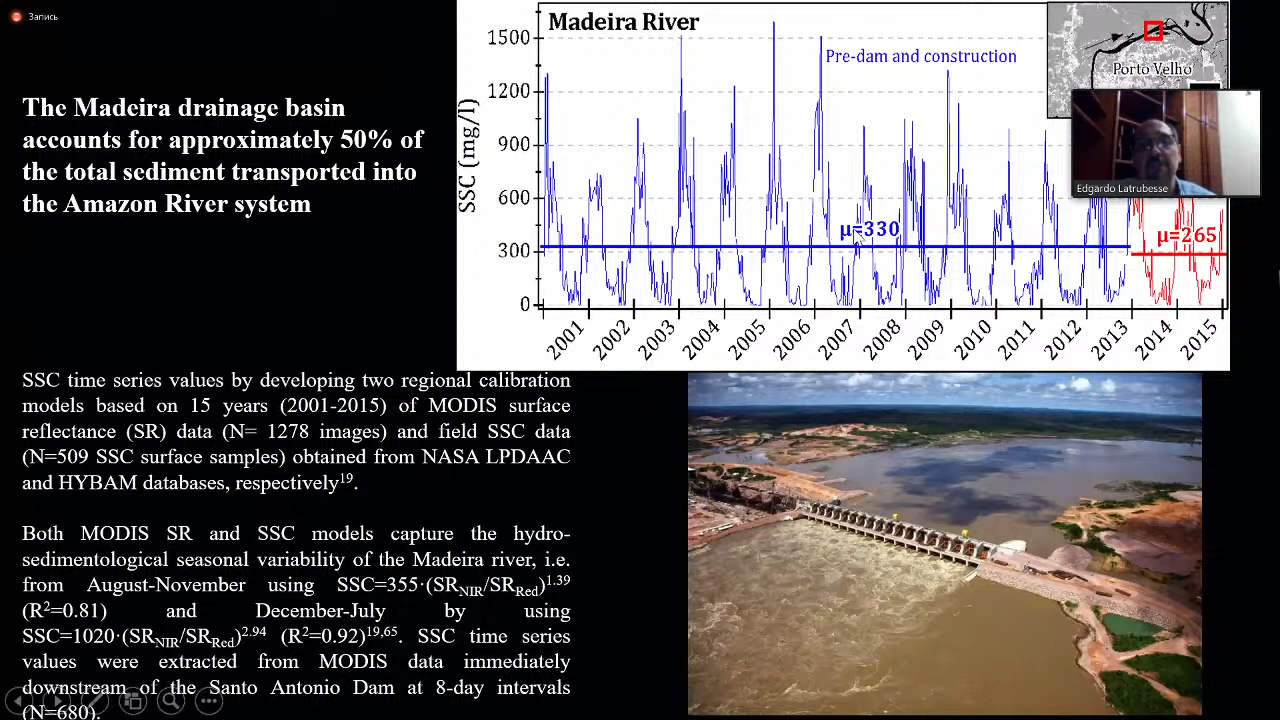 Запись
The Madeira drainage basin
accounts for approximately 50% of
the total sediment transported into
the Amazon River system
Madeira River
Pre-dam and construction
Porto Velho
Edgardo Latrubesse
SSC (mg/l)
1500
1200
900
600
300
0
μ=330
μ=265
2001 2002 2003 2004 2005 2006 2007 2008 2009 2010 2011 2012 2013 2014 2015
SSC time series values by developing two regional calibration
models based on 15 years (2001-2015) of MODIS surface
reflectance (SR) data (N= 1278 images) and field SSC data
(N=509 SSC surface samples) obtained from NASA LPDAAC
and HYBAM databases, respectively¹⁹.
Both MODIS SR and SSC models capture the hydro-
sedimentological seasonal variability of the Madeira river, i.e.
from August-November using SSC=355·(SR_NIR/SR_Red)^1.39
(R²=0.81) and December-July by using
SSC=1020·(SR_NIR/SR_Red)^2.94 (R²=0.92)^19,65. SSC time series
values were extracted from MODIS data immediately
downstream of the Santo Antonio Dam at 8-day intervals
(N=680).